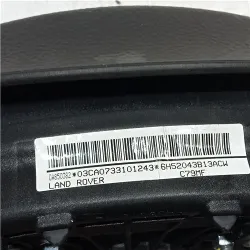 *03CA0733101243*6H52043B13ACW
LAND ROVER C79MF